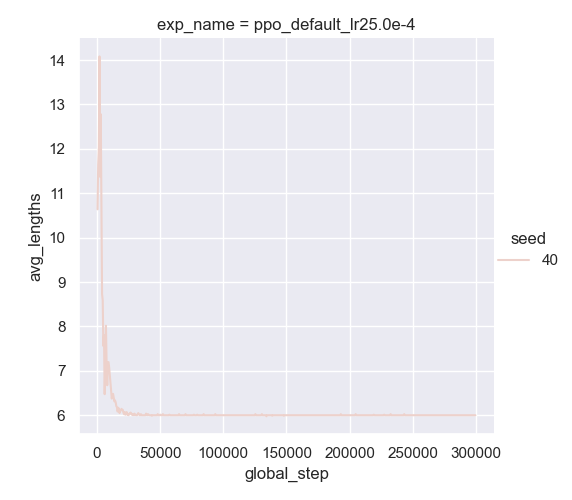 exp_name = ppo_default_lr25.0e-4
14
13
12
11
10
9
8
7
6
avg_lengths
0 50000 100000 150000 200000 250000 300000
global_step
seed
40